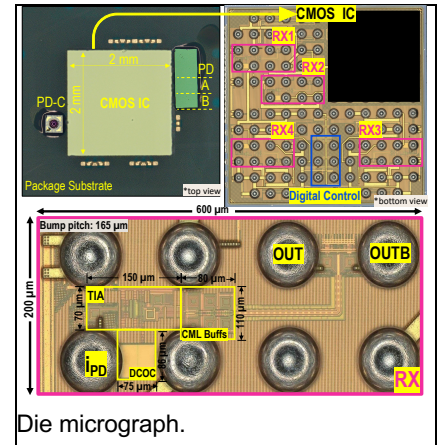 CMOS IC
2 mm
2 mm
CMOS IC
PD
A
B
PD-C
Package Substrate
*top view
RX1
RX2
RX4
RX3
Digital Control
*bottom view
600 µm
Bump pitch: 165 µm
200 µm
150 µm
80 µm
OUT
OUTB
TIA
70 µm
110 µm
CML Buffs
iPD
DCOC
80 µm
75 µm
RX
Die micrograph.